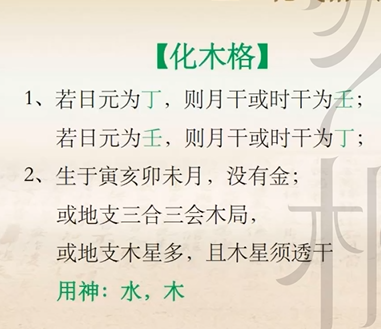 【化木格】
1、若日元为丁，则月干或时干为壬；
若日元为壬，则月干或时干为丁；
2、生于寅亥卯未月，没有金；
或地支三合三会木局，
或地支木星多，且木星须透干
用神：水，木